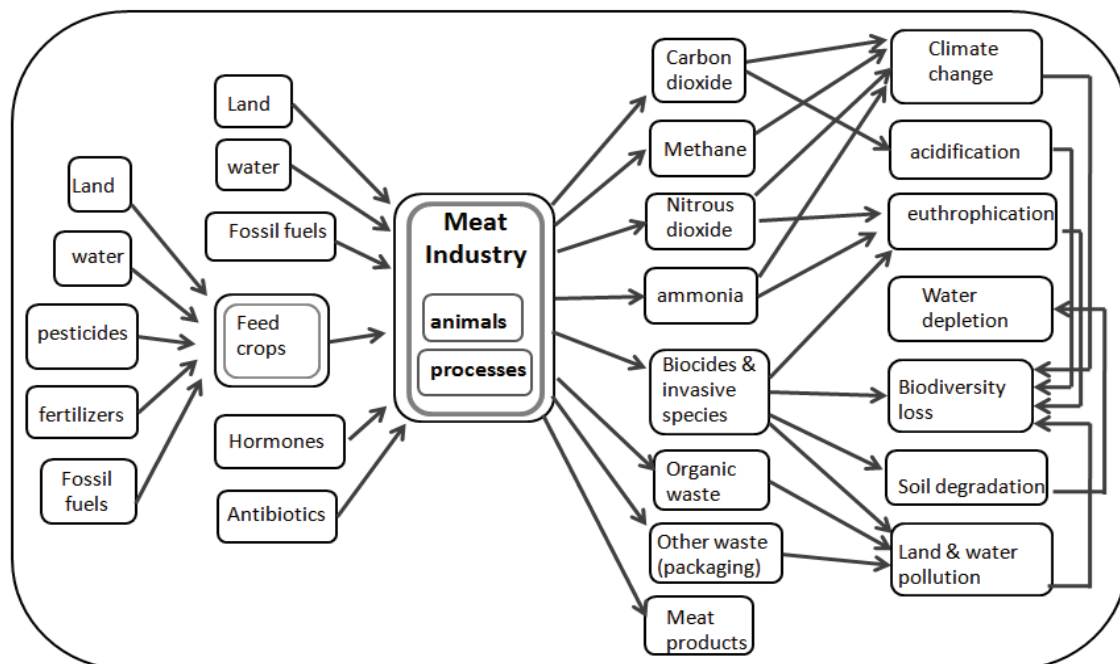 Land
water
pesticides
fertilizers
Fossil
fuels
Land
water
Fossil fuels
Feed
crops
Hormones
Antibiotics
Meat
Industry
animals
processes
Carbon
dioxide
Methane
Nitrous
dioxide
ammonia
Biocides &
invasive
species
Organic
waste
Other waste
(packaging)
Meat
products
Climate
change
acidification
euthrophication
Water
depletion
Biodiversity
loss
Soil degradation
Land & water
pollution